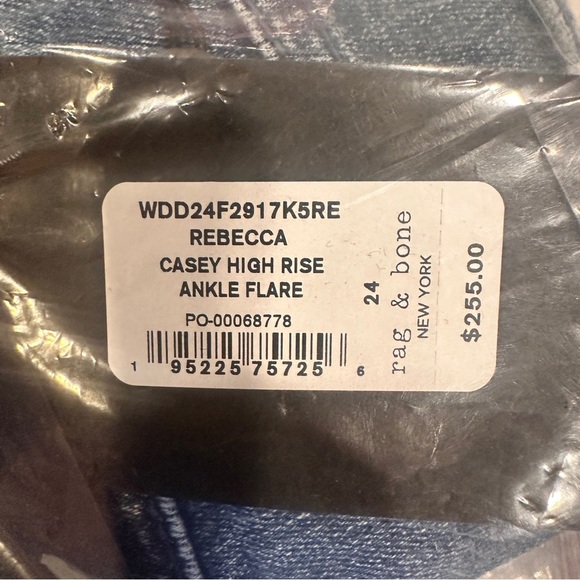 WDD24F2917K5RE
REBECCA
CASEY HIGH RISE
ANKLE FLARE
PO-00068778
1 95225 75725 6
24
rag & bone
NEW YORK
$255.00